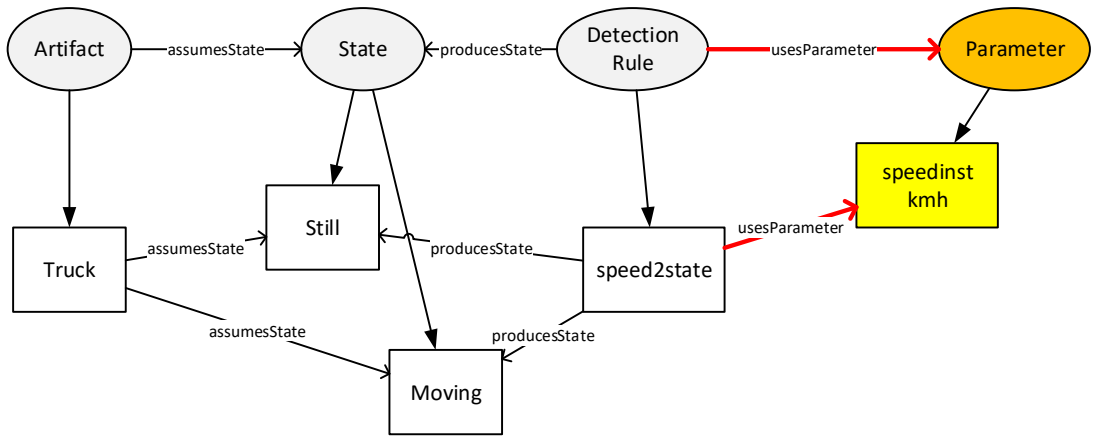 Artifact
assumesState
State
producesState
Detection
Rule
usesParameter
Parameter
speedinst
kmh
Still
usesParameter
assumesState
producesState
Truck
speed2state
assumesState
producesState
Moving